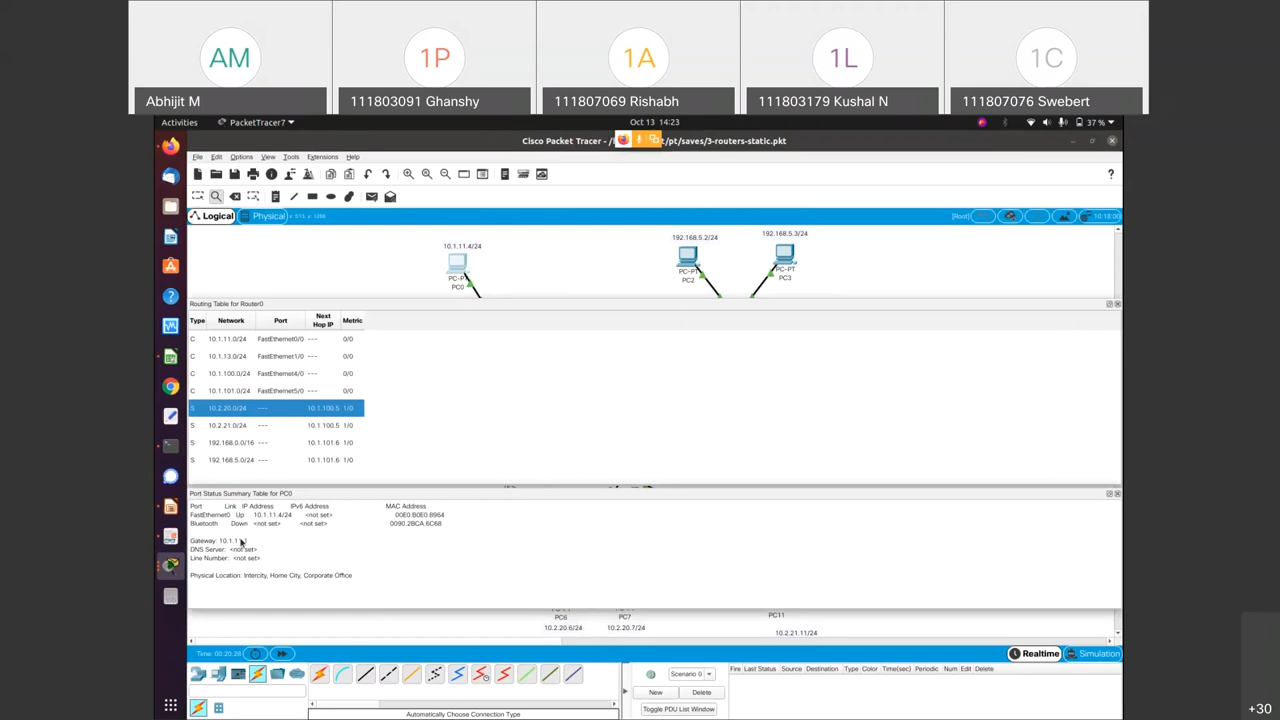 AM
1P
1A
1L
1C
Abhijit M
111803091 Ghanshy
111807069 Rishabh
111803179 Kushal N
111807076 Swebert
Activities
PacketTracer7
Oct 13 14:23
37 %
Cisco Packet Tracer - /
t/pt/saves/3-routers-static.pkt
File Edit Options View Tools Extensions Help
?
Logical
Physical
[Root]
10:18:00
10.1.11.4/24
192.168.5.2/24
192.168.5.3/24
PC0
PC-PT
PC2
PC-PT
PC3
Routing Table for Router0
Type Network Port Next Hop IP Metric
C 10.1.11.0/24 FastEthernet0/0 --- 0/0
C 10.1.13.0/24 FastEthernet1/0 --- 0/0
C 10.1.100.0/24 FastEthernet4/0 --- 0/0
C 10.1.101.0/24 FastEthernet5/0 --- 0/0
S 10.2.20.0/24 --- 10.1.100.5 1/0
S 10.2.21.0/24 --- 10.1.100.5 1/0
S 192.168.0.0/16 --- 10.1.101.6 1/0
S 192.168.5.0/24 --- 10.1.101.6 1/0
Port Status Summary Table for PC0
Port Link IP Address IPv6 Address MAC Address
FastEthernet0 Up 10.1.11.4/24 <not set> 00E0.B0E0.8964
Bluetooth Down <not set> <not set> 0090.2BCA.6C68
Gateway:
DNS Server: <not set>
Line Number: <not set>
Physical Location: Intercity, Home City, Corporate Office
PC6
PC7
PC11
10.2.20.6/24
10.2.20.7/24
10.2.21.11/24
Time: 00:20:28
Realtime
Simulation
Scenario 0
Fire Last Status Source Destination Type Color Time(sec) Periodic Num Edit Delete
New
Delete
Toggle PDU List Window
Automatically Choose Connection Type
+30